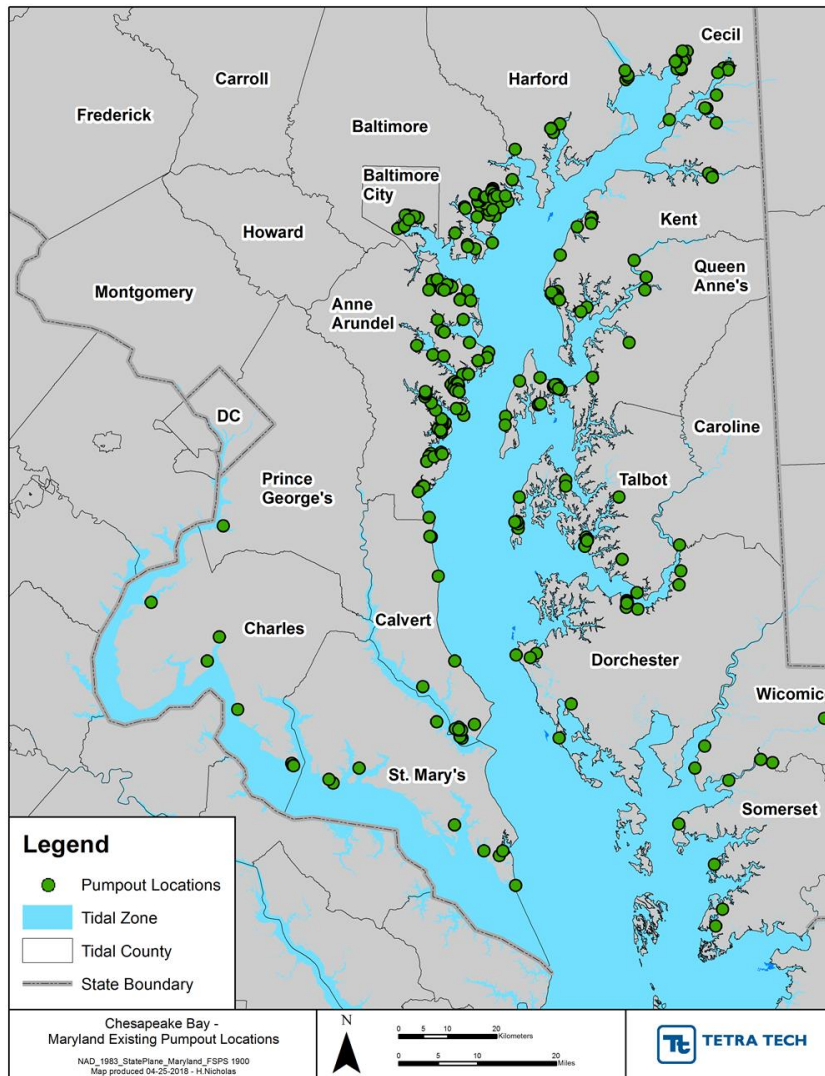 Cecil
Carroll
Harford
Frederick
Baltimore
Baltimore
City
Kent
Howard
Queen
Anne's
Montgomery
Anne
Arundel
DC
Caroline
Prince
George's
Talbot
Calvert
Charles
Dorchester
Wicomic
St. Mary's
Somerset
Legend
Pumpout Locations
Tidal Zone
Tidal County
State Boundary
Chesapeake Bay -
Maryland Existing Pumpout Locations
NAD_1983_StatePlane_Maryland_FSPS 1900
Map produced 04-25-2018 - H.Nicholas
N
0 5 10 20
Kilometers
0 5 10 20
Miles
Tt TETRA TECH